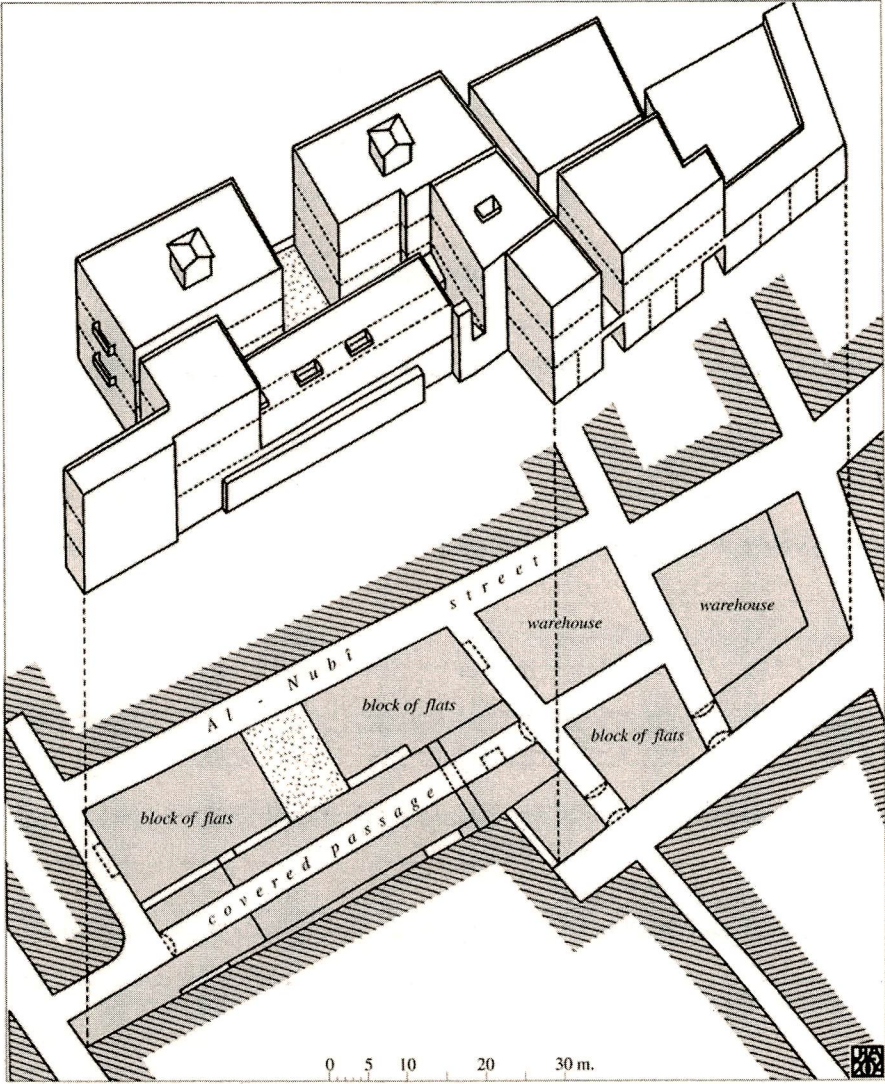 Al - Nubî street
warehouse
warehouse
block of flats
block of flats
block of flats
covered passage
0 5 10 20 30 m.